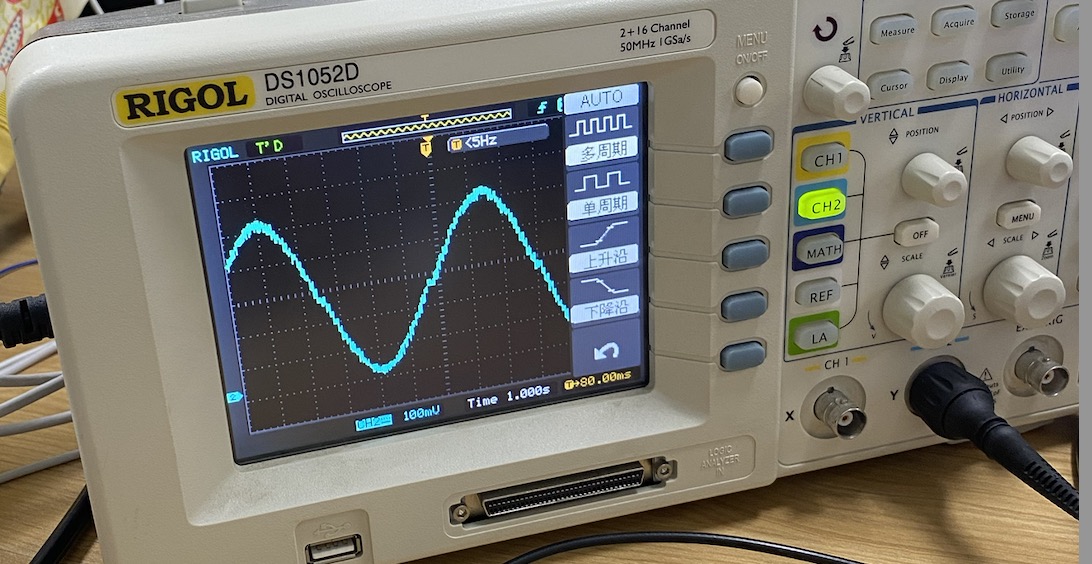 RIGOL
DS1052D
DIGITAL OSCILLOSCOPE
2+16 Channel
50MHz 1GSa/s
MENU
ON/OFF
RIGOL T'D
T
T <5Hz
AUTO
多周期
单周期
上升沿
下降沿
2
CH2 100mV Time 1.000s T→80.00ms
Measure Acquire Storage
Cursor Display Utility
VERTICAL
HORIZONTAL
POSITION
POSITION
CH1
CH2
MATH
REF
LA
OFF
MENU
SCALE
SCALE
CH 1
X
Y
LOGIC
ANALYZER
IN